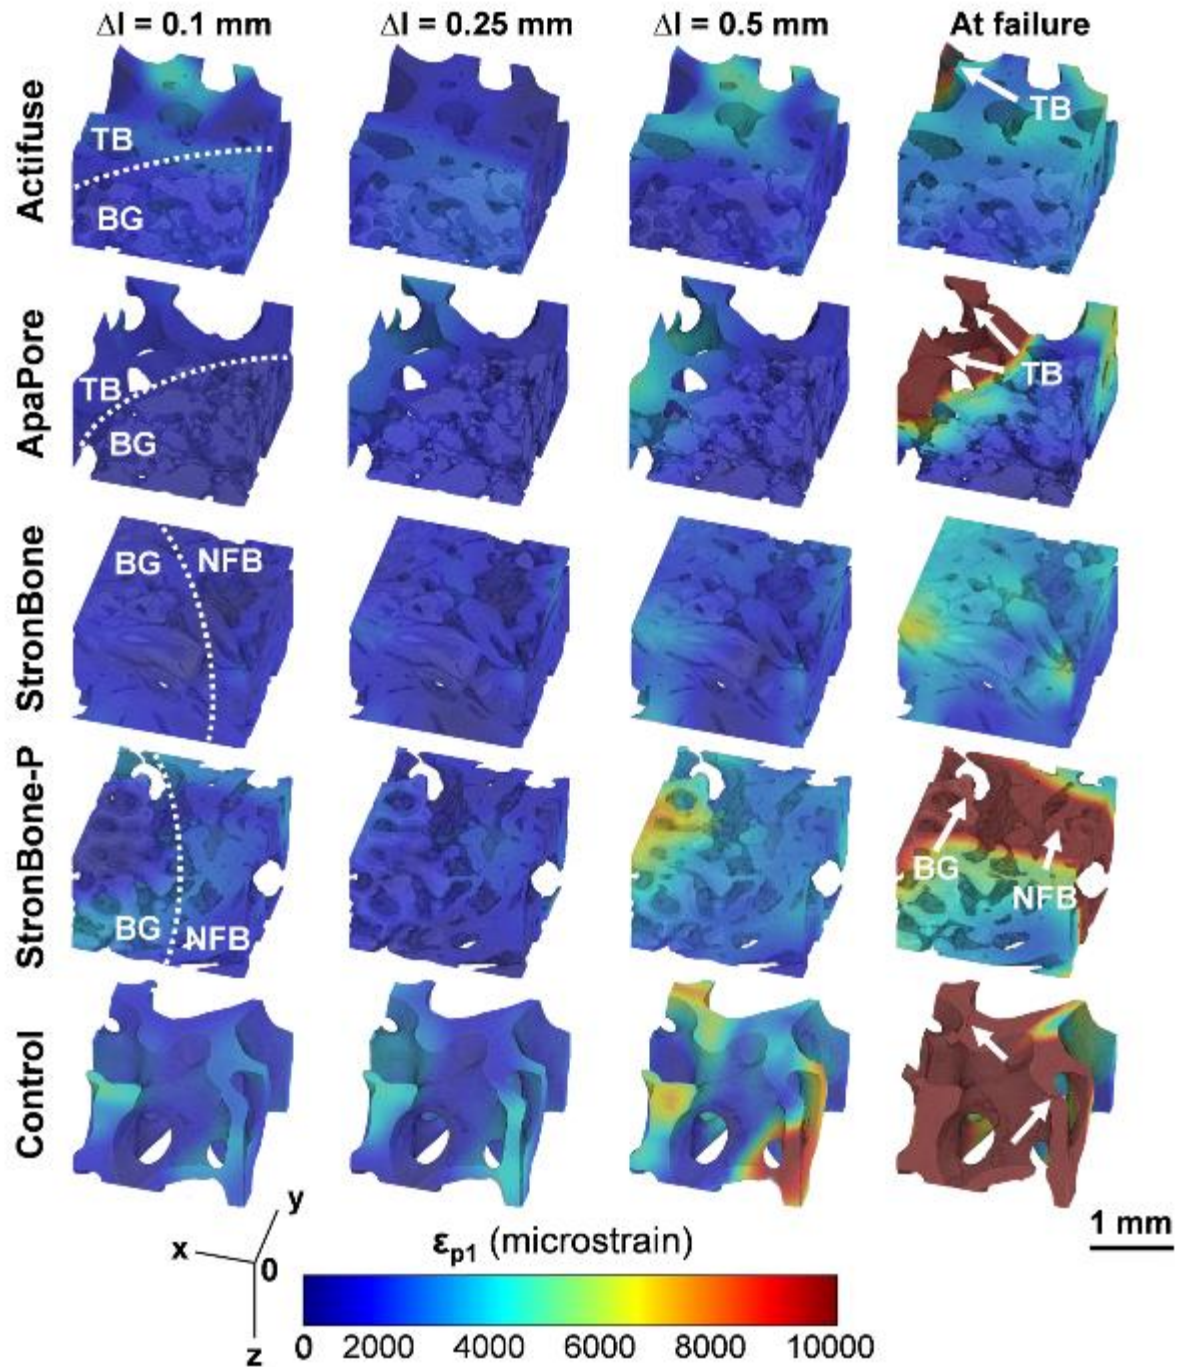 Δl = 0.1 mm Δl = 0.25 mm Δl = 0.5 mm At failure
Actifuse
TB
BG
TB
ApaPore
TB
BG
TB
StronBone
BG NFB
StronBone-P
BG NFB
BG
NFB
Control
y
x
0
z
1 mm
εp1 (microstrain)
0 2000 4000 6000 8000 10000